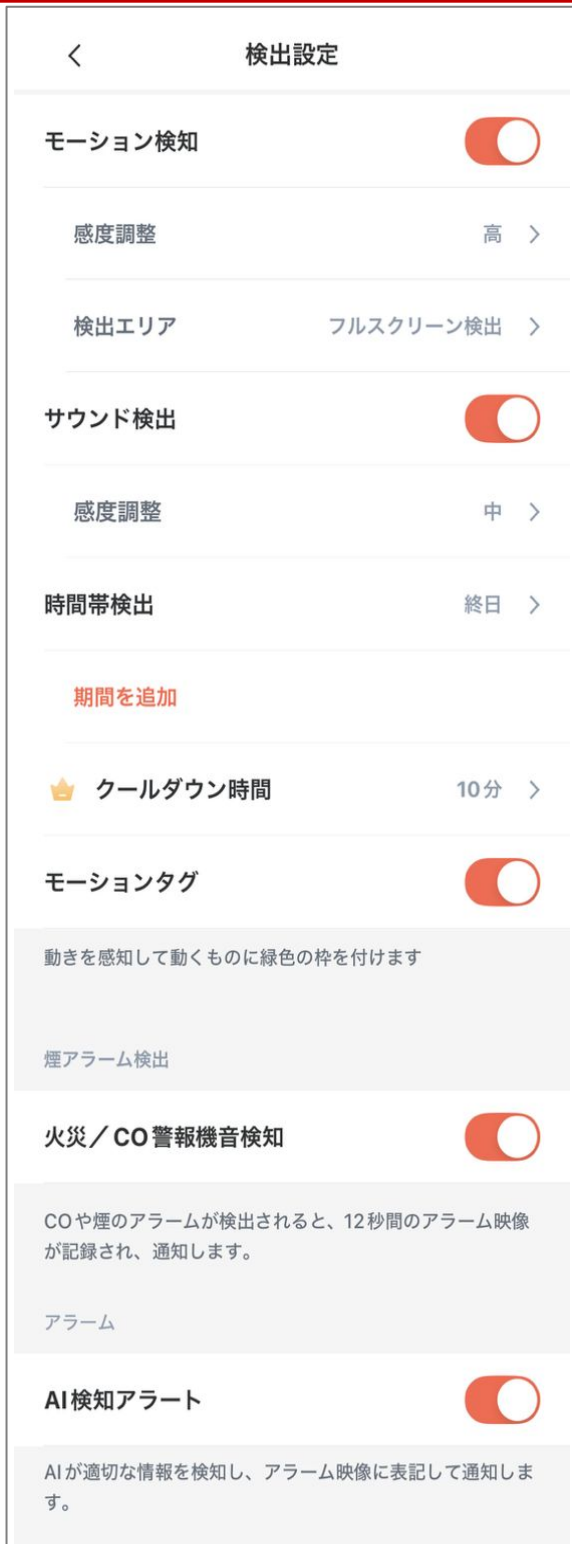 検出設定
モーション検知
感度調整 高
検出エリア フルスクリーン検出
サウンド検出
感度調整 中
時間帯検出 終日
期間を追加
クールダウン時間 10分
モーションタグ
動きを感知して動くものに緑色の枠を付けます
煙アラーム検出
火災／CO警報機音検知
COや煙のアラームが検出されると、12秒間のアラーム映像
が記録され、通知します。
アラーム
AI検知アラート
AIが適切な情報を検知し、アラーム映像に表記して通知しま
す。